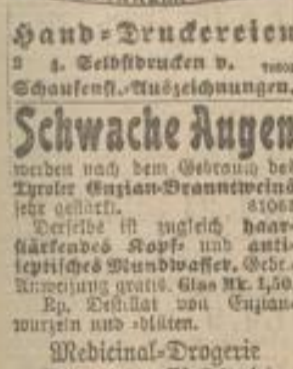 Hand-Druckereien
z. Selbstdrucken v.
Schaufenst.-Auszeichnungen.
Schwache Augen
werden nach dem Gebrauch des
Tyroler Enzian-Branntweins
sehr gestärkt. 81061
Derselbe ist zugleich haar-
stärkendes Kopf- und anti-
septisches Mundwasser. Gebr.-
Anweisung gratis. Glas Mk. 1,50.
Rp. Destillat von Enzian-
wurzeln und -blüten.
Medicinal-Drogerie